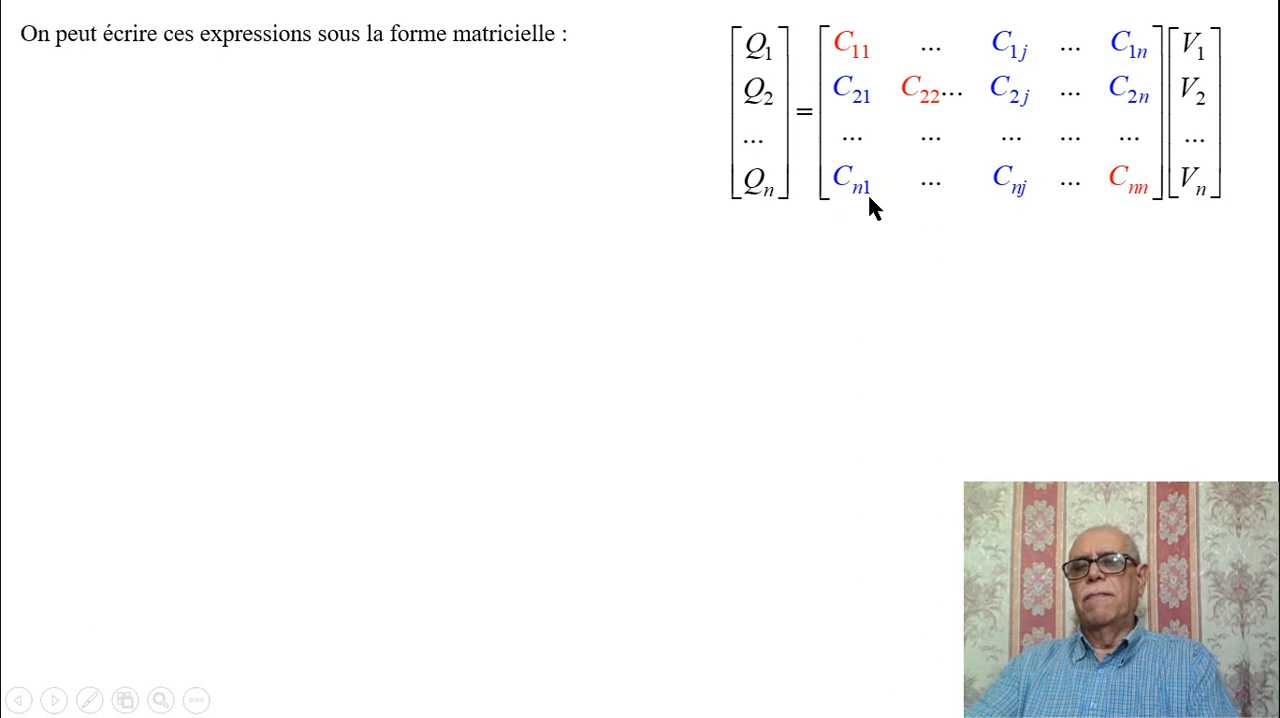 On peut écrire ces expressions sous la forme matricielle :
[Q₁] = [C₁₁ ... C₁ⱼ ... C₁ₙ] [V₁]
[Q₂] [C₂₁ C₂₂... C₂ⱼ ... C₂ₙ] [V₂]
[...] [... ... ... ... ...] [...]
[Qₙ] [Cₙ₁ ... Cₙⱼ ... Cₙₙ] [Vₙ]